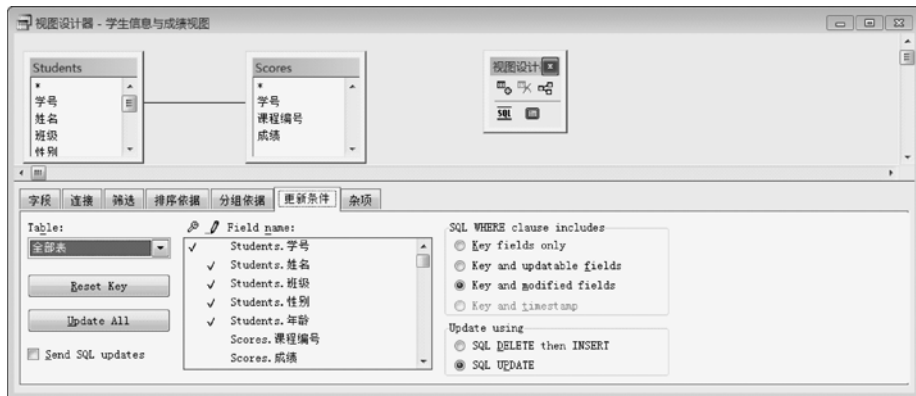 视图设计器 - 学生信息与成绩视图
Students
*
学号
姓名
班级
性别
Scores
*
学号
课程编号
成绩
视图设计
SQL
字段 连接 筛选 排序依据 分组依据 更新条件 杂项
Table:
全部表
Reset Key
Update All
Send SQL updates
Field name:
Students.学号
Students.姓名
Students.班级
Students.性别
Students.年龄
Scores.课程编号
Scores.成绩
SQL WHERE clause includes
Key fields only
Key and updatable fields
Key and modified fields
Key and timestamp
Update using
SQL DELETE then INSERT
SQL UPDATE